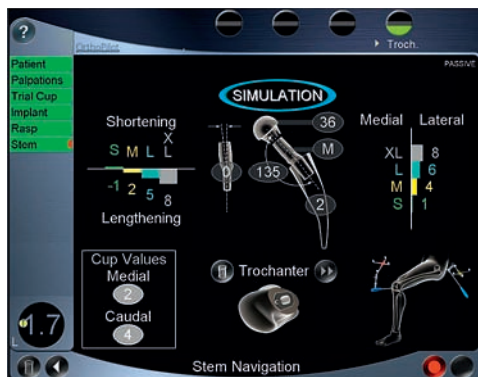 ?
OrthoPilot
Troch.
PASSIVE
Patient
Palpations
Trial Cup
Implant
Rasp
Stem
SIMULATION
Shortening
S M L XL
-1 2 5 8
Lengthening
0
36
M
135
2
Medial Lateral
XL 8
L 6
M 4
S 1
Cup Values
Medial
2
Caudal
4
Trochanter
1.7
L
Stem Navigation